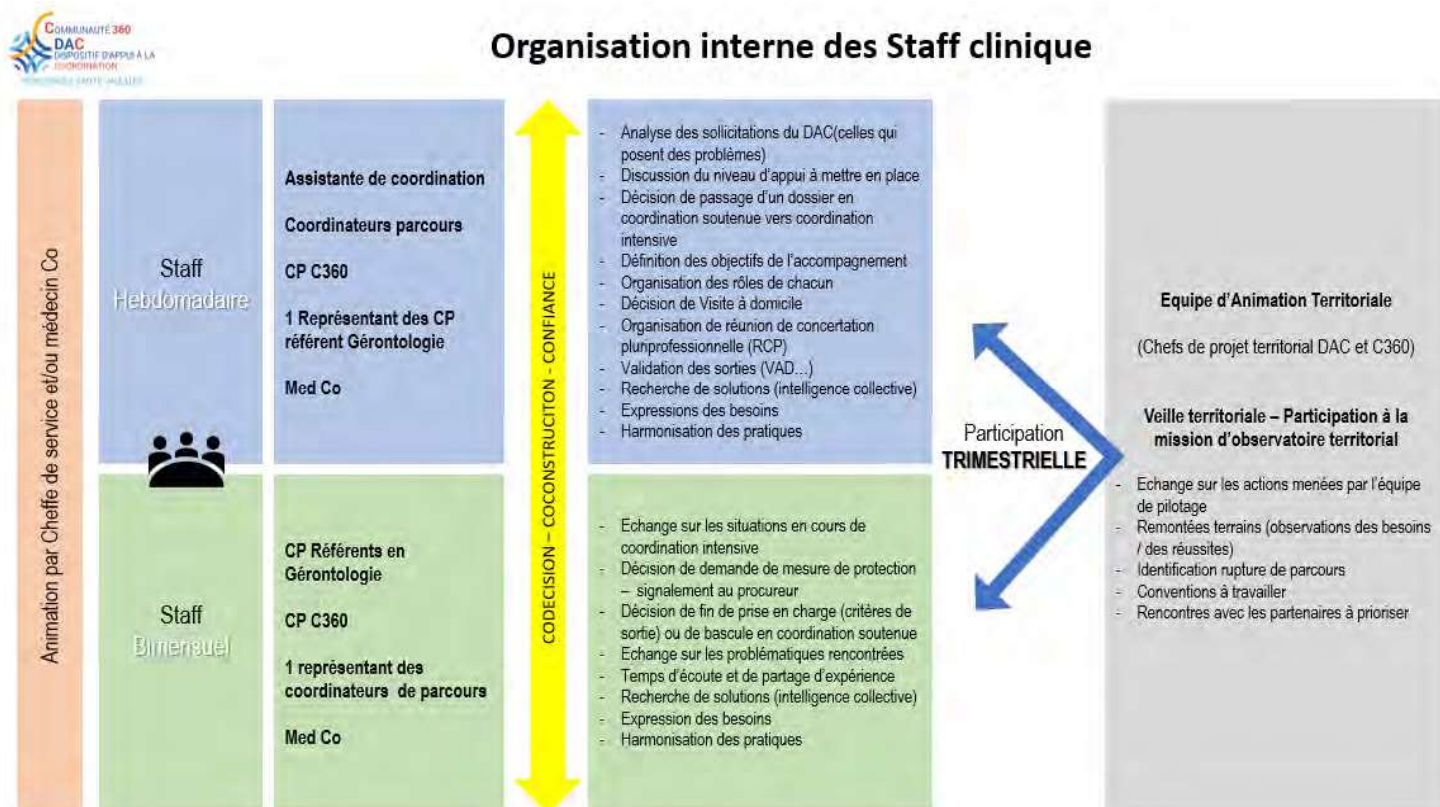 COMMUNAUTÉ 360
DAC
DISPOSITIF D'APPUI À LA
COORDINATION
Organisation interne des Staff clinique
Animation par Cheffe de service et/ou médecin Co
Staff
Hebdomadaire
Assistante de coordination
Coordinateurs parcours
CP C360
1 Représentant des CP
référent Gérontologie
Med Co
CODECISION – COCONSTRUCITON - CONFIANCE
- Analyse des sollicitations du DAC(celles qui
posent des problèmes)
- Discussion du niveau d'appui à mettre en place
- Décision de passage d'un dossier en
coordination soutenue vers coordination
intensive
- Définition des objectifs de l'accompagnement
- Organisation des rôles de chacun
- Décision de Visite à domicile
- Organisation de réunion de concertation
pluriprofessionnelle (RCP)
- Validation des sorties (VAD…)
- Recherche de solutions (intelligence collective)
- Expressions des besoins
- Harmonisation des pratiques
Staff
Bimensuel
CP Référents en
Gérontologie
CP C360
1 représentant des
coordinateurs de parcours
Med Co
- Echange sur les situations en cours de
coordination intensive
- Décision de demande de mesure de protection
– signalement au procureur
- Décision de fin de prise en charge (critères de
sortie) ou de bascule en coordination soutenue
- Echange sur les problématiques rencontrées
- Temps d'écoute et de partage d'expérience
- Recherche de solutions (intelligence collective)
- Expression des besoins
- Harmonisation des pratiques
Participation
TRIMESTRIELLE
Equipe d'Animation Territoriale
(Chefs de projet territorial DAC et C360)
Veille territoriale – Participation à la
mission d'observatoire territorial
- Echange sur les actions menées par l'équipe
de pilotage
- Remontées terrains (observations des besoins
/ des réussites)
- Identification rupture de parcours
- Conventions à travailler
- Rencontres avec les partenaires à prioriser